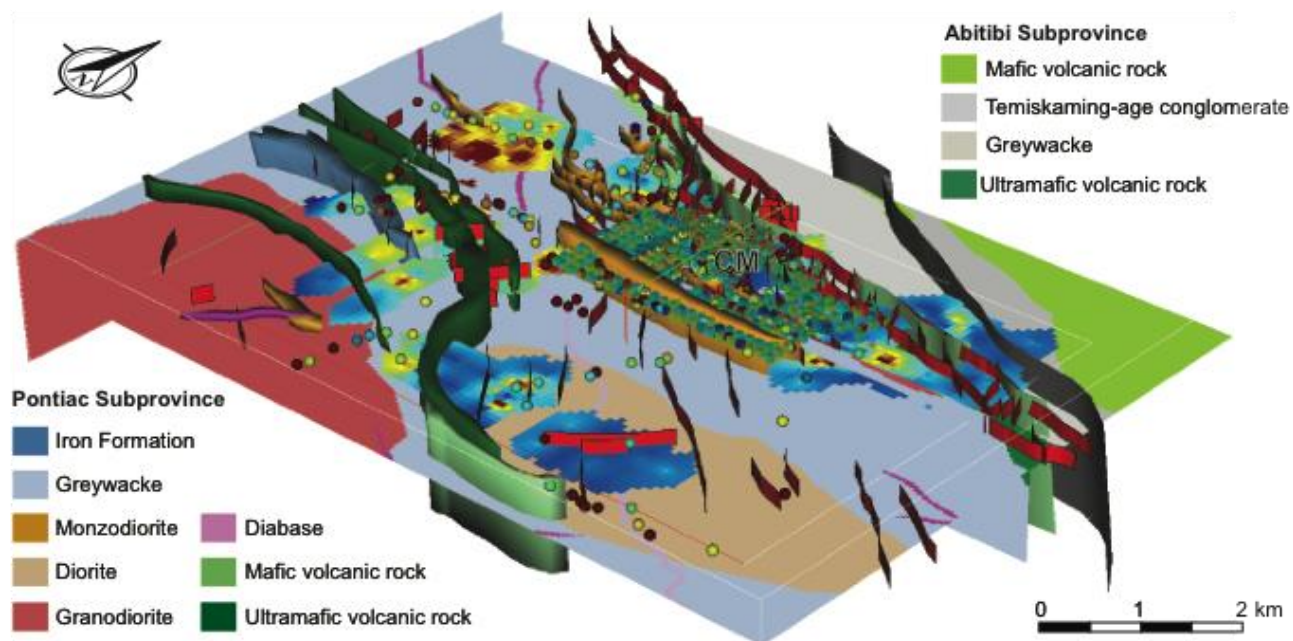 Abitibi Subprovince
Mafic volcanic rock
Temiskaming-age conglomerate
Greywacke
Ultramafic volcanic rock
N
CM
Pontiac Subprovince
Iron Formation
Greywacke
Monzodiorite
Diorite
Granodiorite
Diabase
Mafic volcanic rock
Ultramafic volcanic rock
0 1 2 km